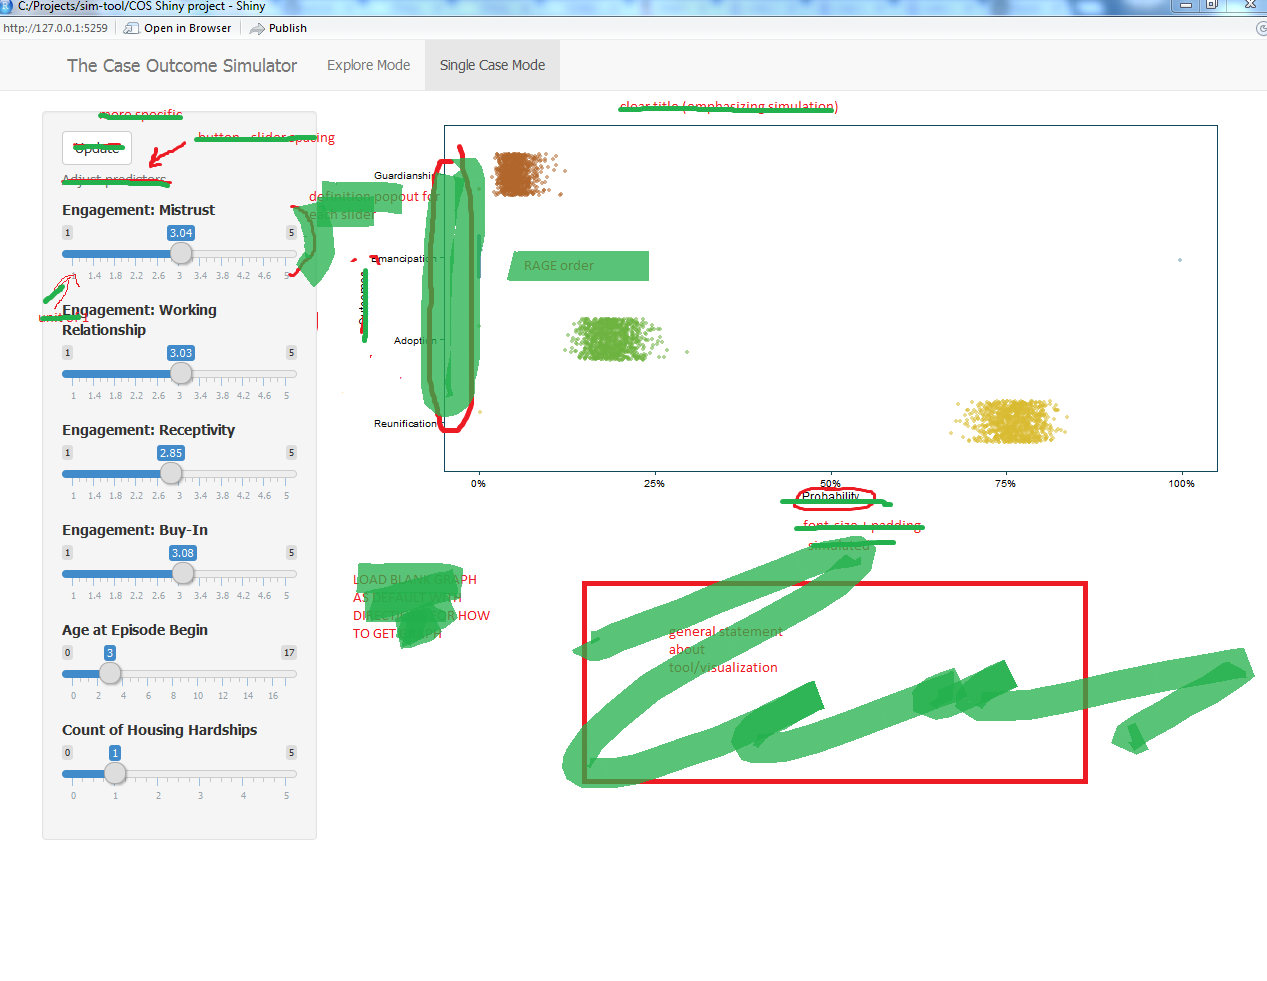 C:/Projects/sim-tool/COS Shiny project - Shiny
http://127.0.0.1:5259 Open in Browser Publish
The Case Outcome Simulator Explore Mode Single Case Mode
more specific
clear title (emphasizing simulation)
Update
button - slider spacing
Adjust predictors
definition popout for
each slider
Engagement: Mistrust
1 3.04 5
1 1.4 1.8 2.2 2.6 3 3.4 3.8 4.2 4.6 5
unit of 1
Engagement: Working
Relationship
1 3.03 5
1 1.4 1.8 2.2 2.6 3 3.4 3.8 4.2 4.6 5
Engagement: Receptivity
1 2.85 5
1 1.4 1.8 2.2 2.6 3 3.4 3.8 4.2 4.6 5
Engagement: Buy-In
1 3.08 5
1 1.4 1.8 2.2 2.6 3 3.4 3.8 4.2 4.6 5
Age at Episode Begin
0 3 17
0 2 4 6 8 10 12 14 16
Count of Housing Hardships
0 1 5
0 1 2 3 4 5
Outcomes
Guardianship
Emancipation
RAGE order
Adoption
Reunification
0% 25% 50% 75% 100%
Probability
font-size + padding
simulated
LOAD BLANK GRAPH
AS DEFAULT WITH
DIRECTIONS FOR HOW
TO GET GRAPH
general statement
about
tool/visualization